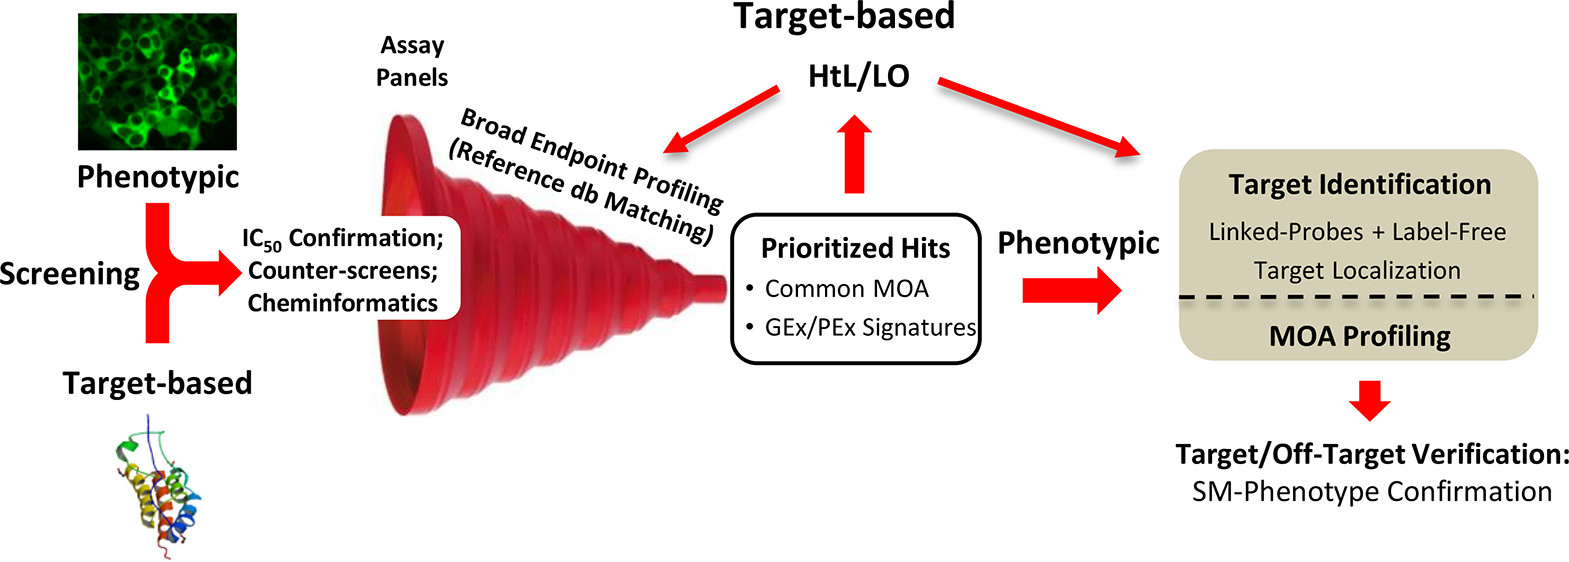 Phenotypic
Screening
Target-based
IC50 Confirmation;
Counter-screens;
Cheminformatics
Assay
Panels
Broad Endpoint Profiling
(Reference db Matching)
Target-based
HtL/LO
Prioritized Hits
• Common MOA
• GEx/PEx Signatures
Phenotypic
Target Identification
Linked-Probes + Label-Free
Target Localization
MOA Profiling
Target/Off-Target Verification:
SM-Phenotype Confirmation